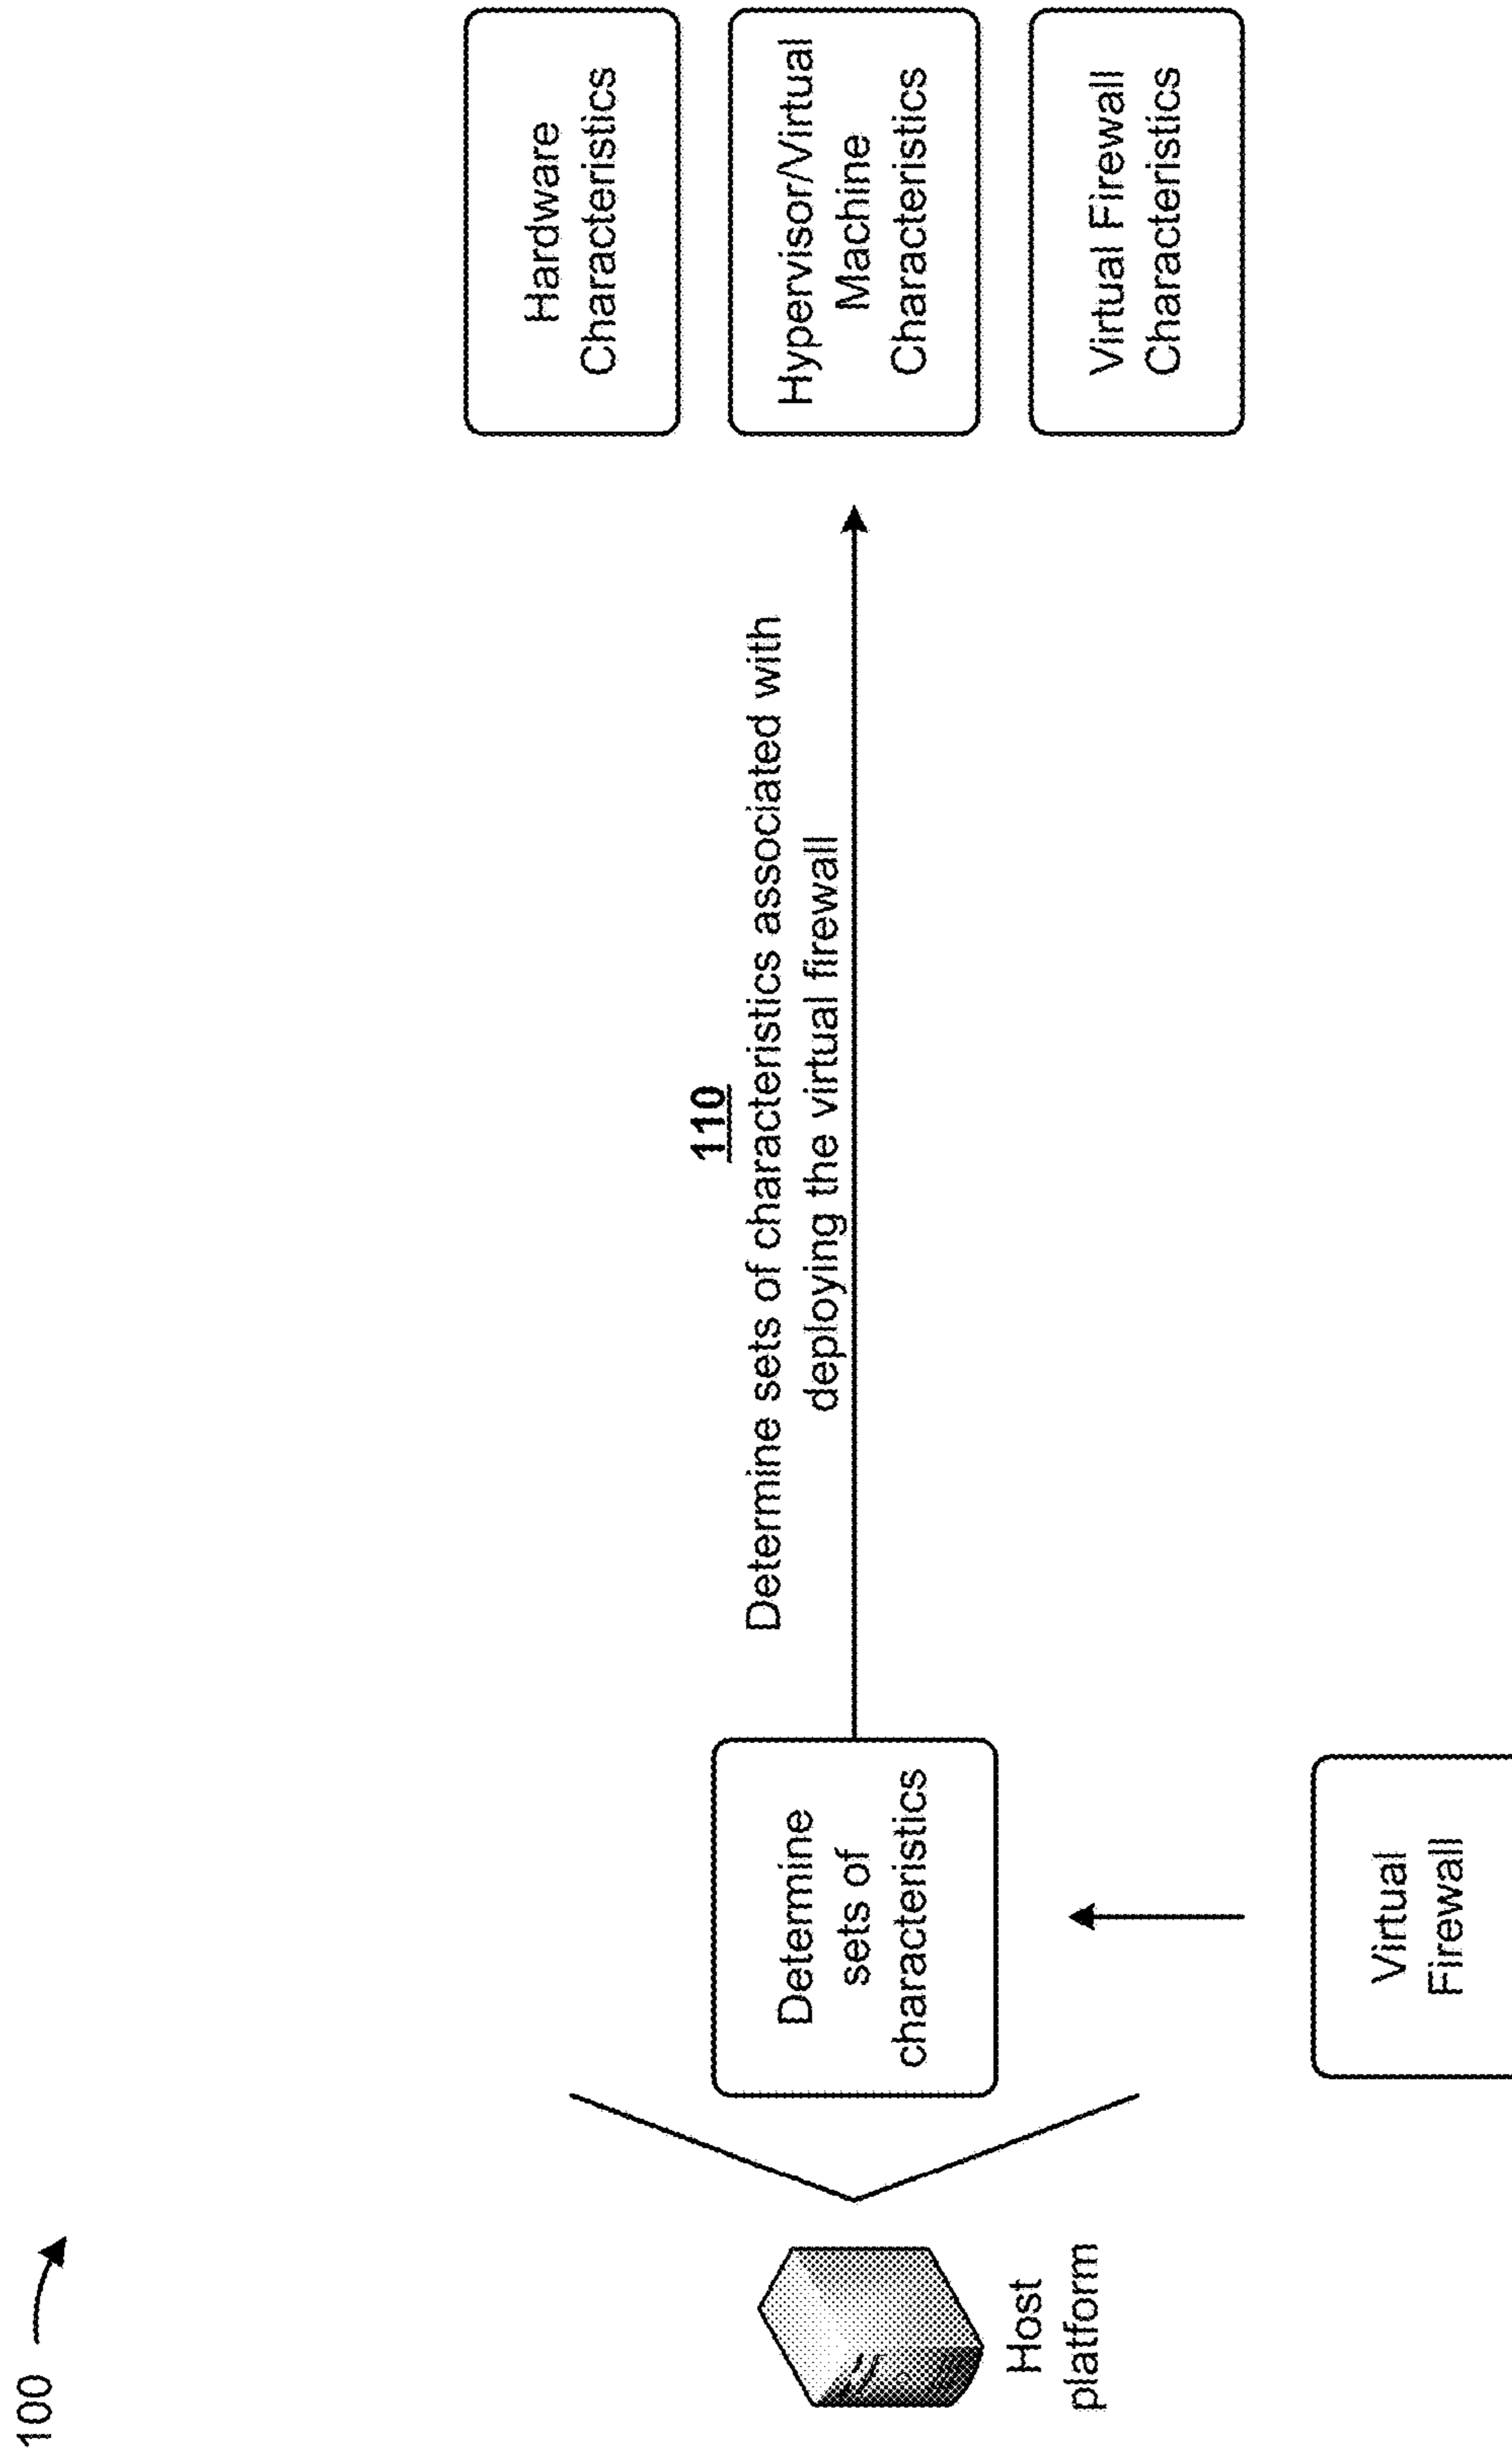 100
110
Determine sets of characteristics associated with
deploying the virtual firewall
Hardware
Characteristics
Host
platform
Determine
sets of
characteristics
Hypervisor/Virtual
Machine
Characteristics
Virtual Firewall
Characteristics
Virtual
Firewall